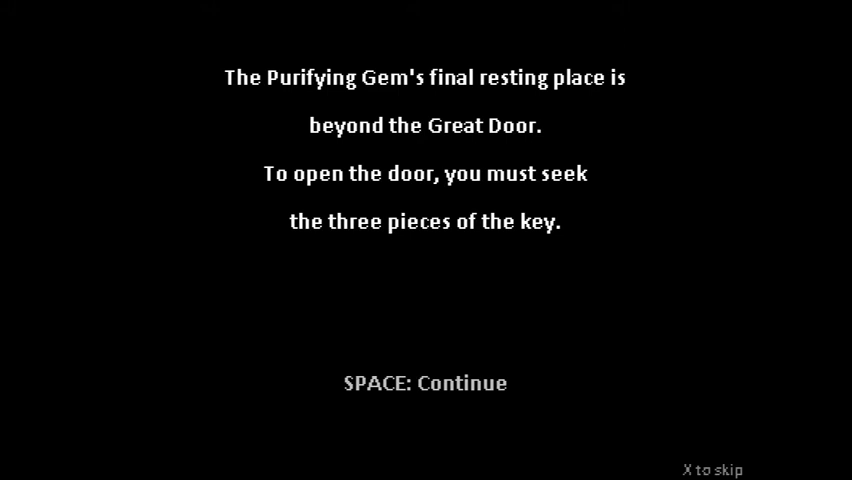 The Purifying Gem's final resting place is
beyond the Great Door.
To open the door, you must seek
the three pieces of the key.
SPACE: Continue
X to skip